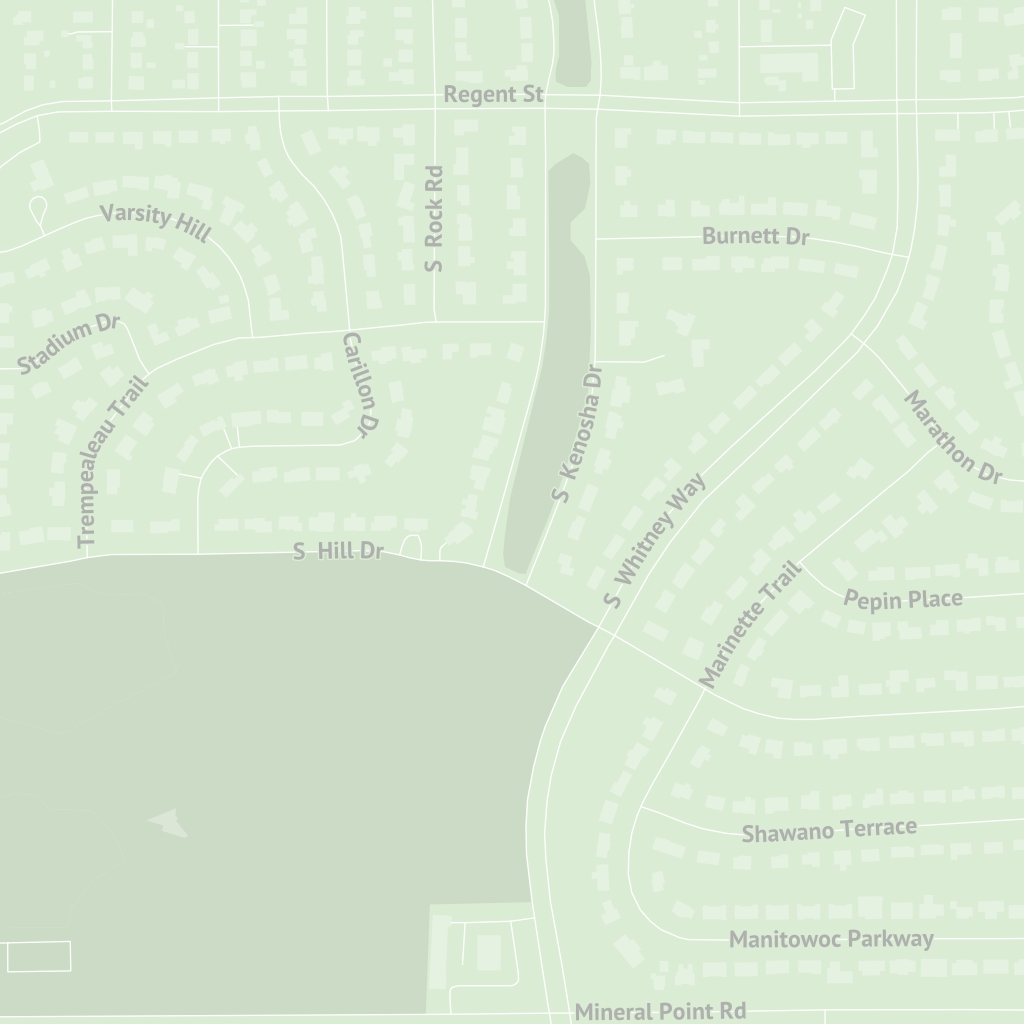 Regent St
S Rock Rd
Varsity Hill
Burnett Dr
Stadium Dr
Carillon Dr
Trempealeau Trail
S Kenosha Dr
Marathon Dr
S Whitney Way
S Hill Dr
Marinette Trail
Pepin Place
Shawano Terrace
Manitowoc Parkway
Mineral Point Rd